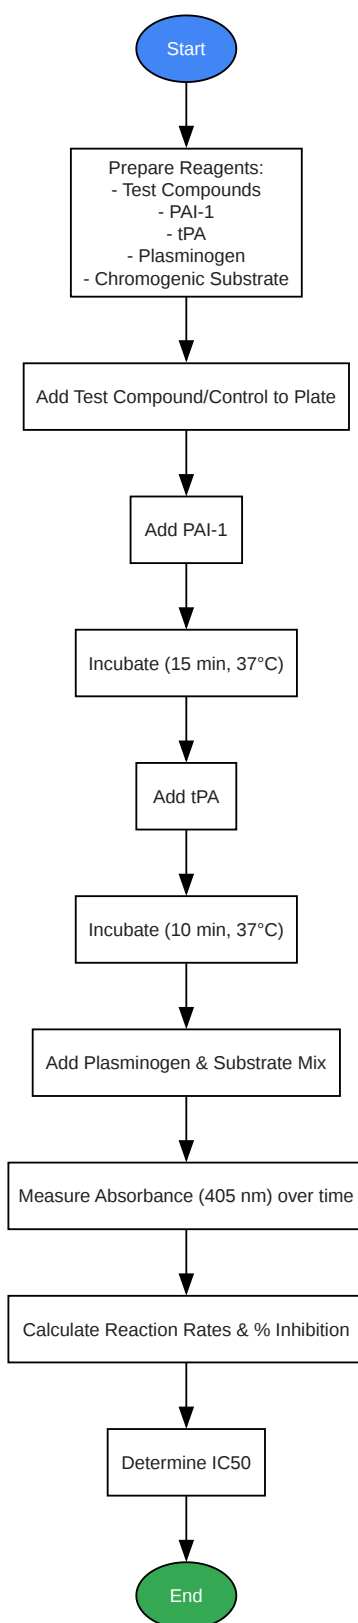 Start
Prepare Reagents:
- Test Compounds
- PAI-1
- tPA
- Plasminogen
- Chromogenic Substrate
Add Test Compound/Control to Plate
Add PAI-1
Incubate (15 min, 37°C)
Add tPA
Incubate (10 min, 37°C)
Add Plasminogen & Substrate Mix
Measure Absorbance (405 nm) over time
Calculate Reaction Rates & % Inhibition
Determine IC50
End